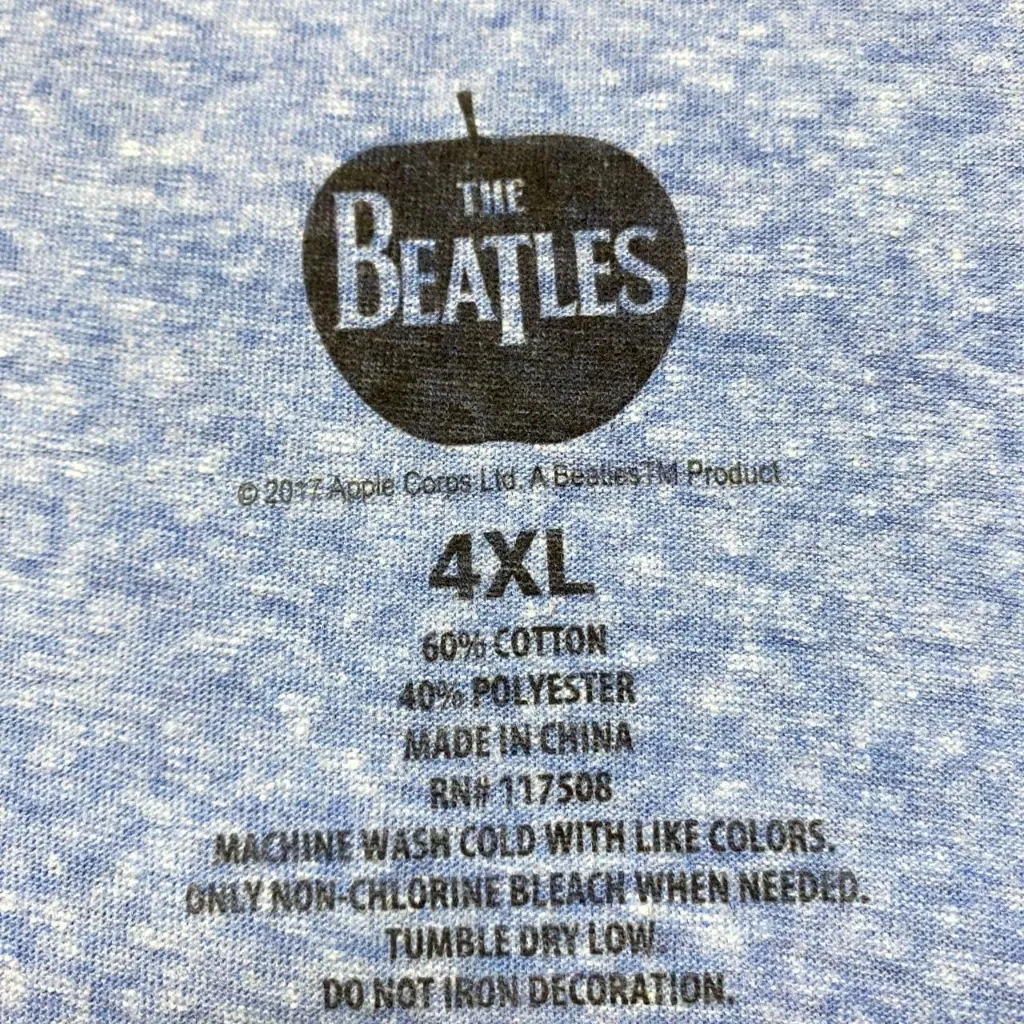 THE
BEATLES
© 2017 Apple Corps Ltd. A Beatles™ Product.
4XL
60% COTTON
40% POLYESTER
MADE IN CHINA
RN# 117508
MACHINE WASH COLD WITH LIKE COLORS.
ONLY NON-CHLORINE BLEACH WHEN NEEDED.
TUMBLE DRY LOW.
DO NOT IRON DECORATION.